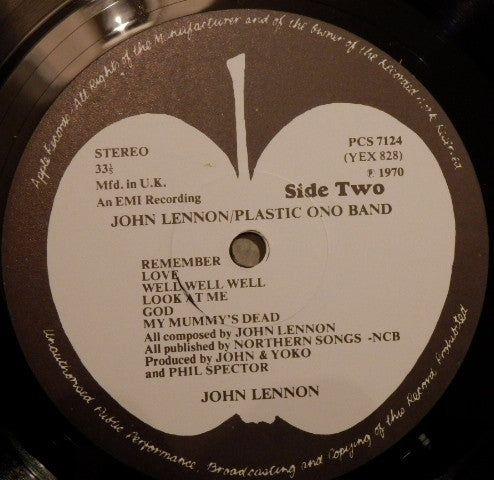 Apple Records. All Rights of the Manufacturer and of the Owner of the Recorded Work Reserved
STEREO
33⅓
Mfd. in U.K.
An EMI Recording
PCS 7124
(YEX 828)
℗ 1970
Side Two
JOHN LENNON/PLASTIC ONO BAND
REMEMBER
LOVE
WELL WELL WELL
LOOK AT ME
GOD
MY MUMMY'S DEAD
All composed by JOHN LENNON
All published by NORTHERN SONGS -NCB
Produced by JOHN & YOKO
and PHIL SPECTOR
JOHN LENNON
Unauthorised Public Performance, Broadcasting and Copying of this Record Prohibited